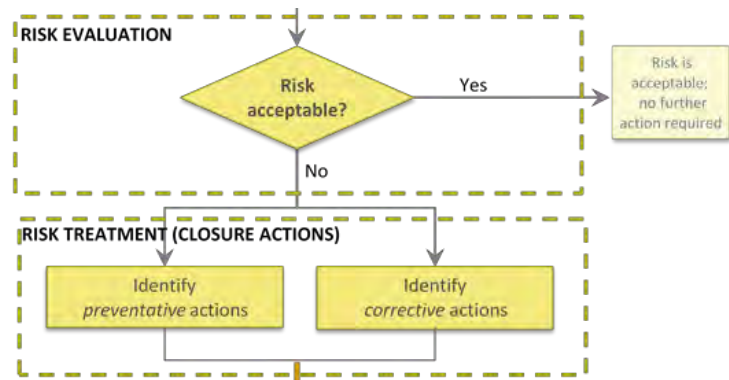 RISK EVALUATION
Risk
acceptable?
Yes
Risk is
acceptable;
no further
action required
No
RISK TREATMENT (CLOSURE ACTIONS)
Identify
preventative actions
Identify
corrective actions